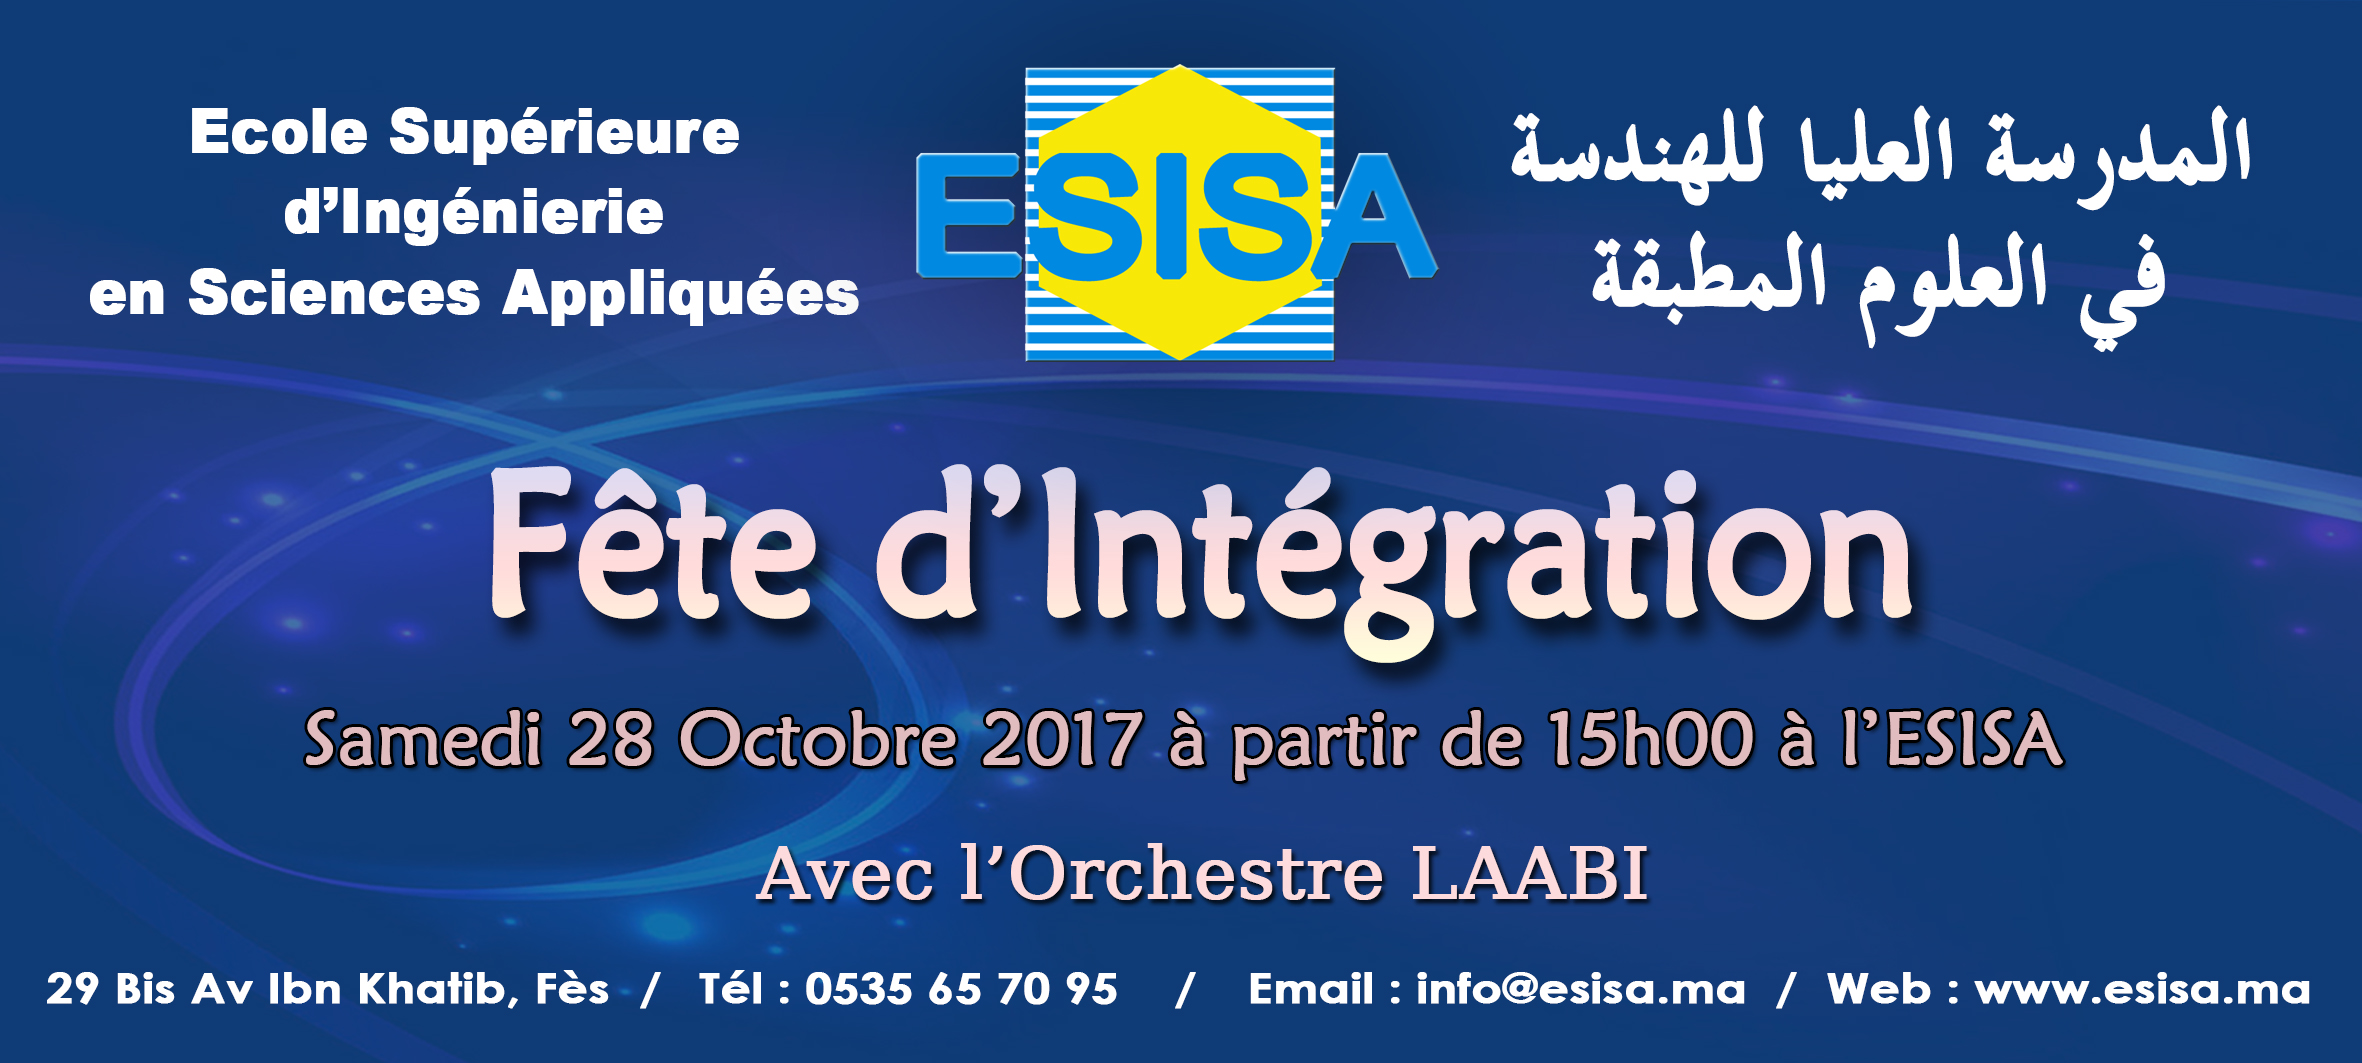 Ecole Supérieure
d’Ingénierie
en Sciences Appliquées
ESISA
المدرسة العليا للهندسة
في العلوم المطبقة
Fête d’Intégration
Samedi 28 Octobre 2017 à partir de 15h00 à l’ESISA
Avec l’Orchestre LAABI
29 Bis Av Ibn Khatib, Fès / Tél : 0535 65 70 95 / Email : info@esisa.ma / Web : www.esisa.ma